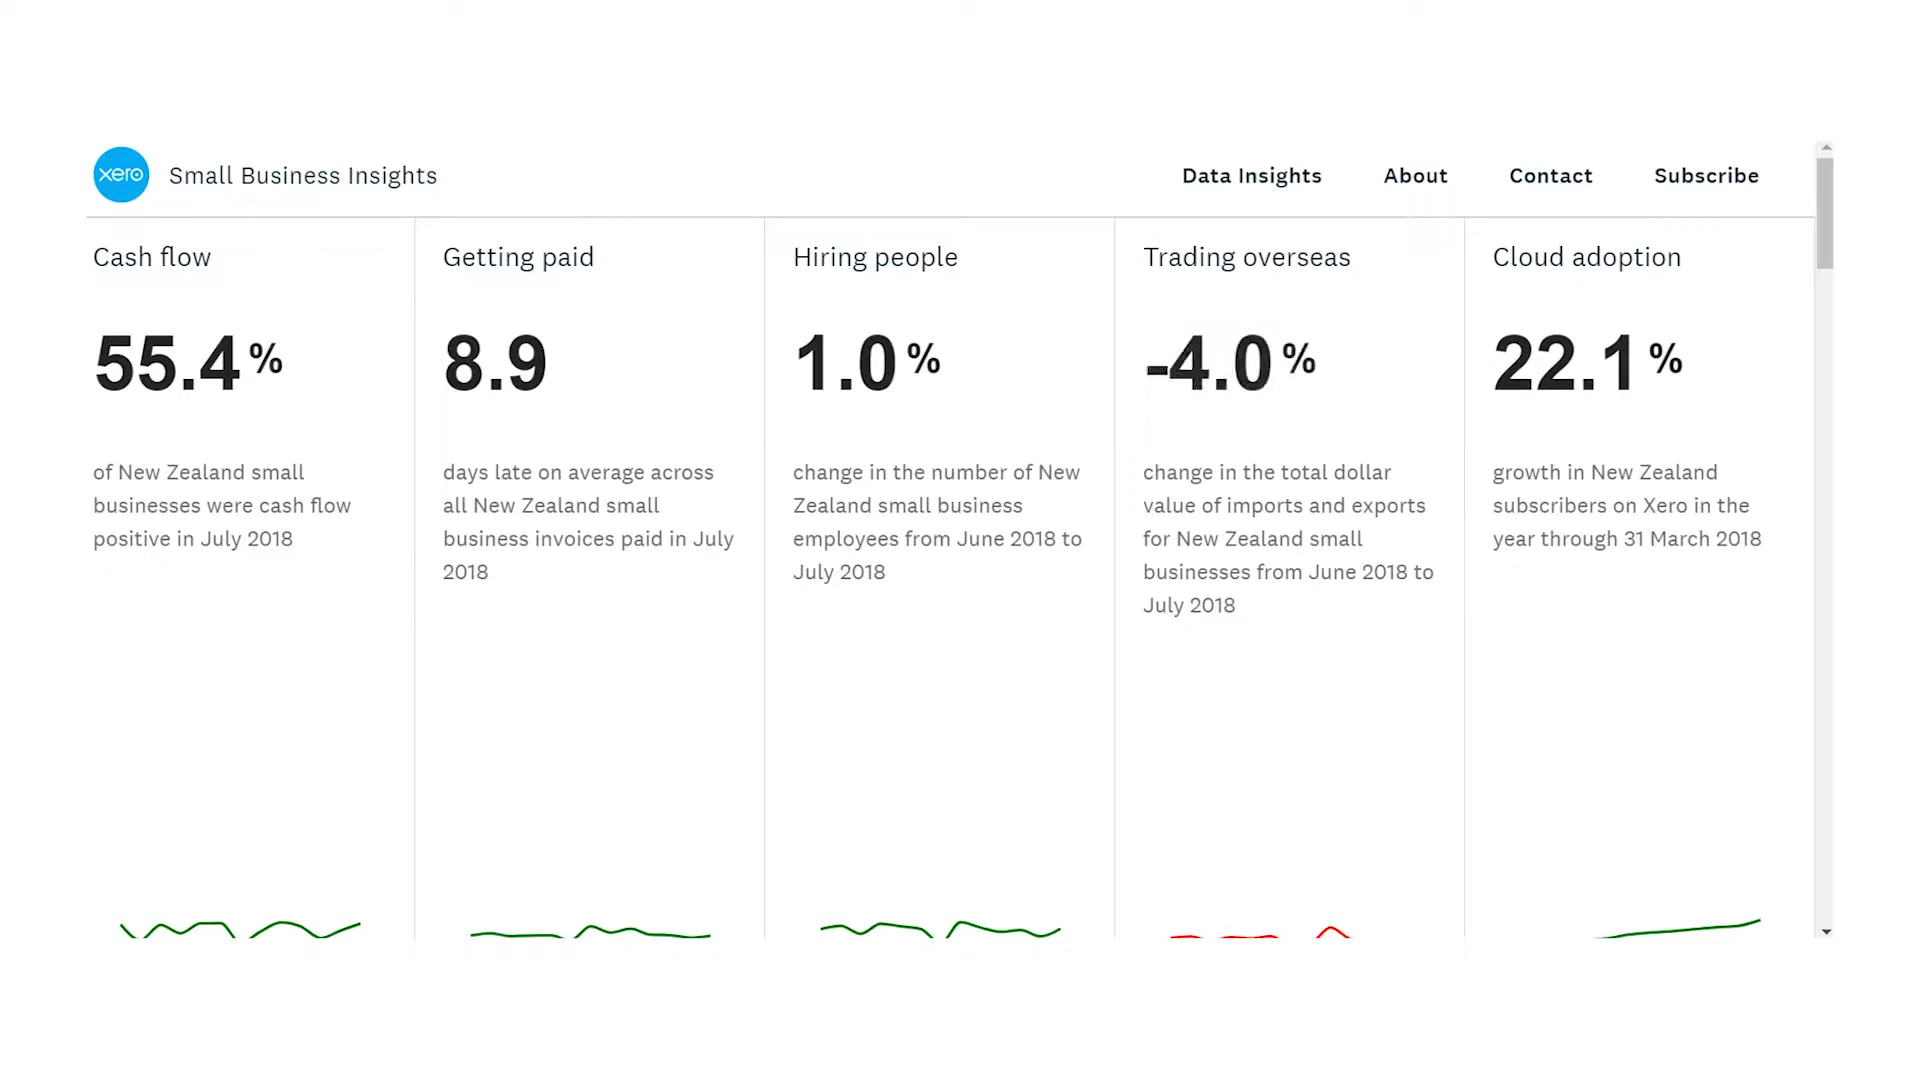 xero Small Business Insights
Data Insights About Contact Subscribe
Cash flow
55.4 %
of New Zealand small
businesses were cash flow
positive in July 2018
Getting paid
8.9
days late on average across
all New Zealand small
business invoices paid in July
2018
Hiring people
1.0 %
change in the number of New
Zealand small business
employees from June 2018 to
July 2018
Trading overseas
-4.0 %
change in the total dollar
value of imports and exports
for New Zealand small
businesses from June 2018 to
July 2018
Cloud adoption
22.1 %
growth in New Zealand
subscribers on Xero in the
year through 31 March 2018